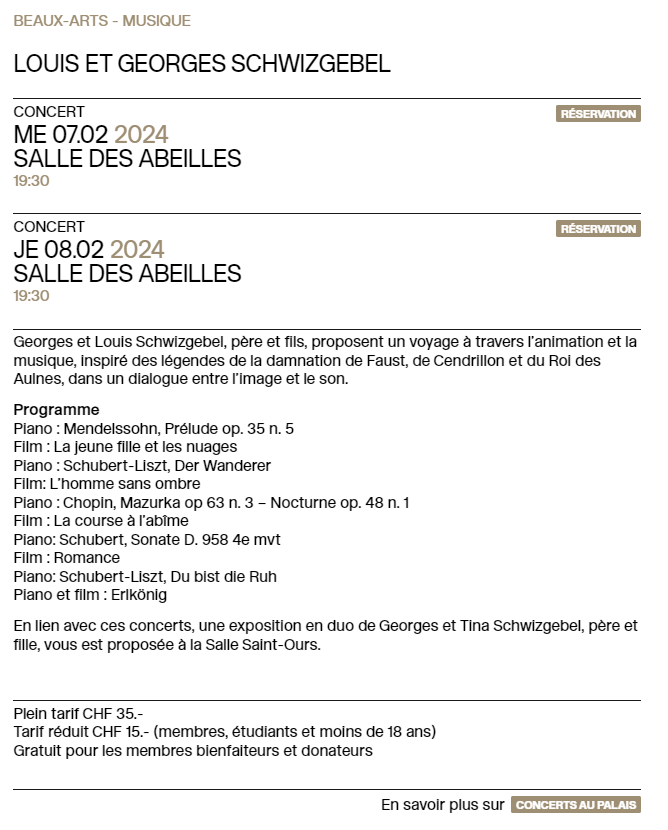 BEAUX-ARTS - MUSIQUE
LOUIS ET GEORGES SCHWIZGEBEL
CONCERT
RÉSERVATION
ME 07.02 2024
SALLE DES ABEILLES
19:30
CONCERT
RÉSERVATION
JE 08.02 2024
SALLE DES ABEILLES
19:30
Georges et Louis Schwizgebel, père et fils, proposent un voyage à travers l'animation et la
musique, inspiré des légendes de la damnation de Faust, de Cendrillon et du Roi des
Aulnes, dans un dialogue entre l'image et le son.
Programme
Piano : Mendelssohn, Prélude op. 35 n. 5
Film : La jeune fille et les nuages
Piano : Schubert-Liszt, Der Wanderer
Film: L'homme sans ombre
Piano : Chopin, Mazurka op 63 n. 3 – Nocturne op. 48 n. 1
Film : La course à l'abîme
Piano: Schubert, Sonate D. 958 4e mvt
Film : Romance
Piano: Schubert-Liszt, Du bist die Ruh
Piano et film : Erlkönig
En lien avec ces concerts, une exposition en duo de Georges et Tina Schwizgebel, père et
fille, vous est proposée à la Salle Saint-Ours.
Plein tarif CHF 35.-
Tarif réduit CHF 15.- (membres, étudiants et moins de 18 ans)
Gratuit pour les membres bienfaiteurs et donateurs
En savoir plus sur CONCERTS AU PALAIS